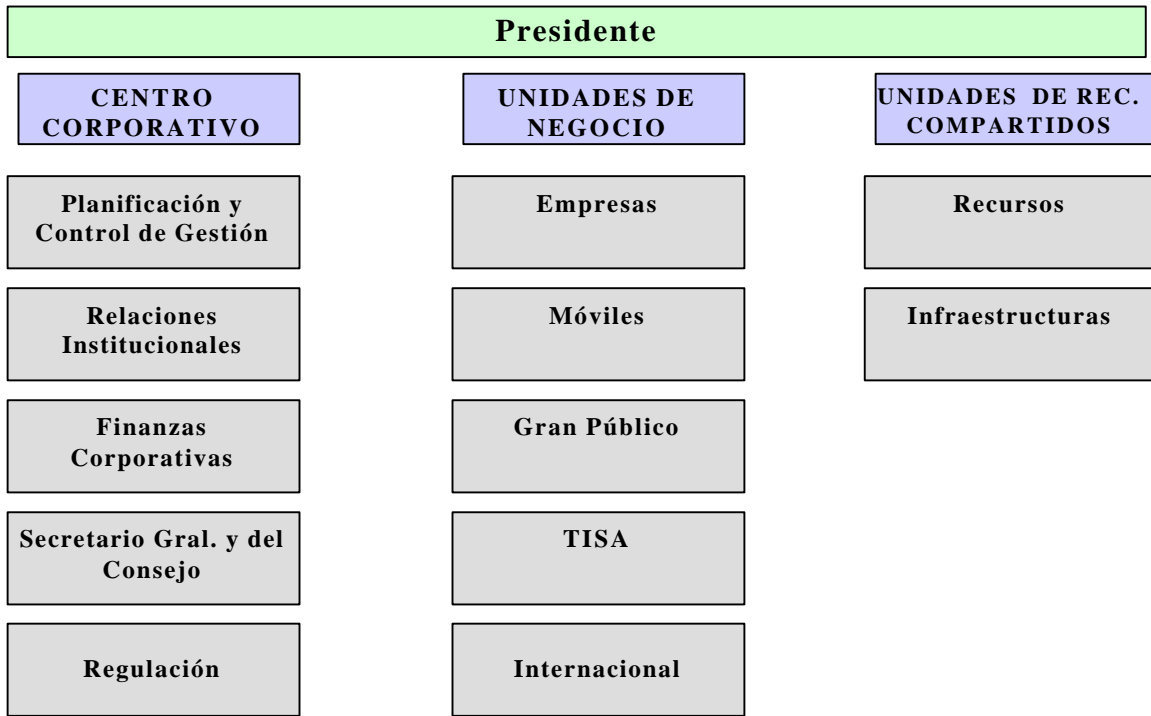 Presidente
CENTRO
CORPORATIVO
UNIDADES DE
NEGOCIO
UNIDADES DE REC.
COMPARTIDOS
Planificación y
Control de Gestión
Empresas
Recursos
Relaciones
Institucionales
Móviles
Infraestructuras
Finanzas
Corporativas
Gran Público
Secretario Gral. y del
Consejo
TISA
Regulación
Internacional